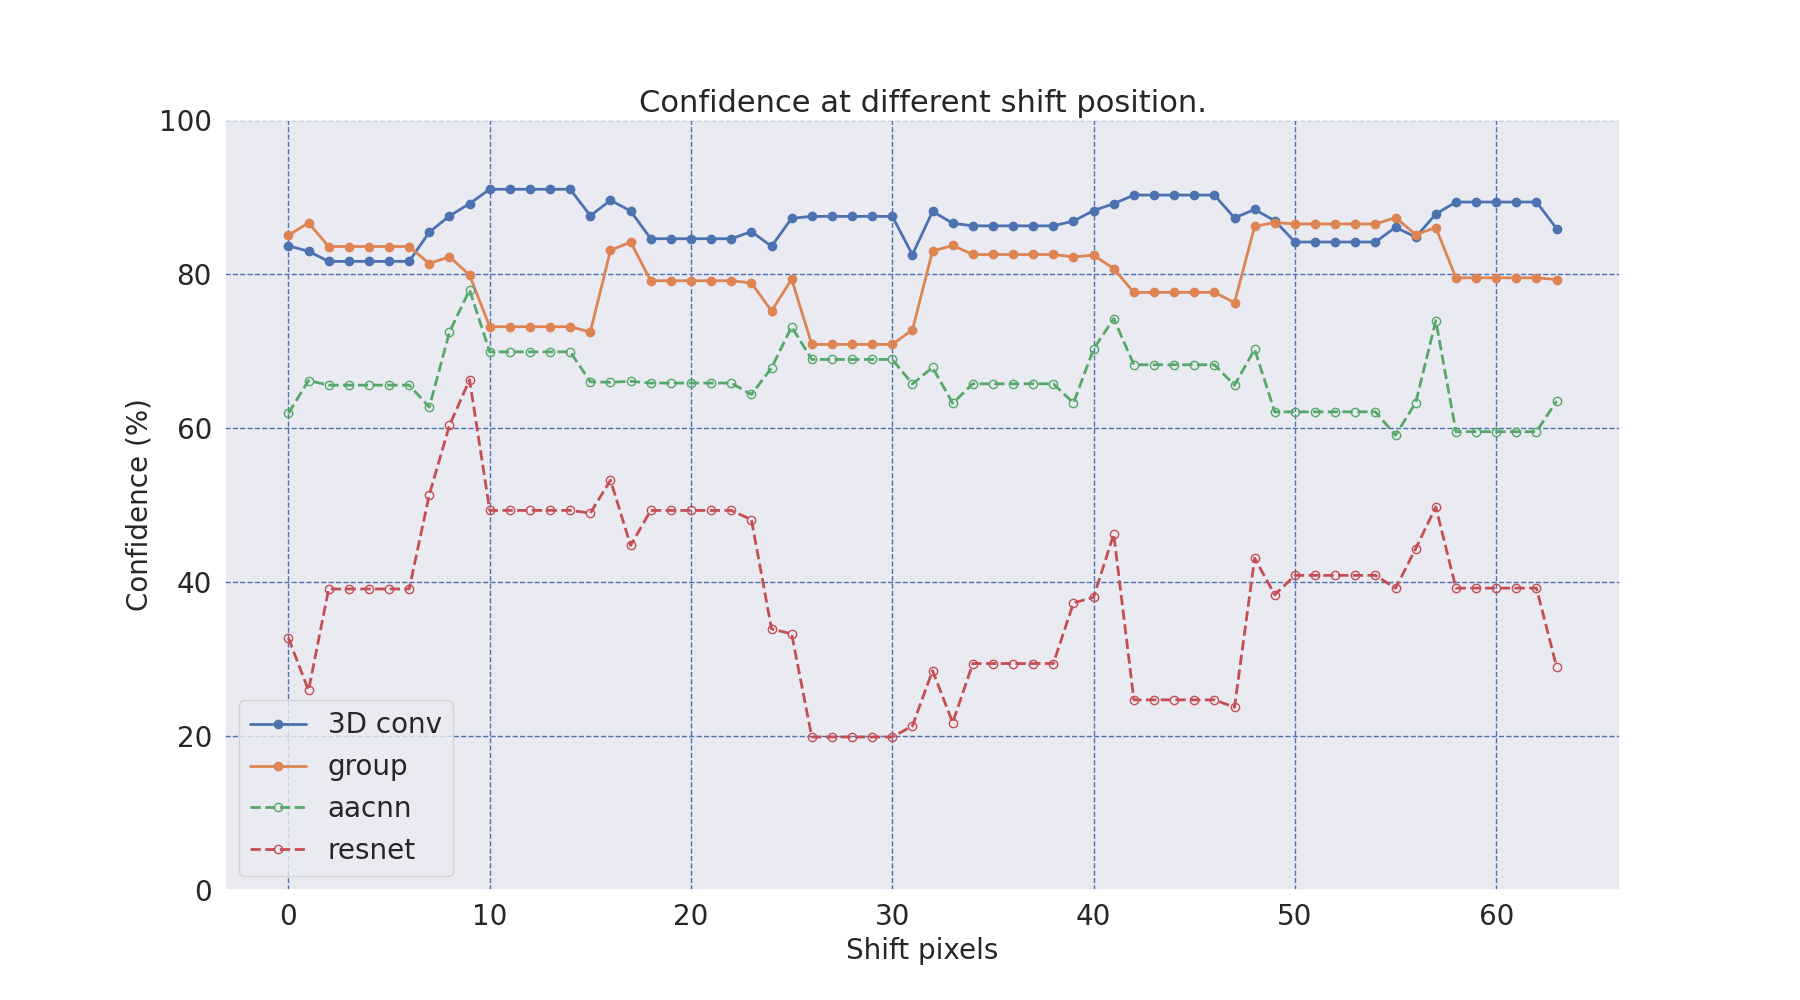 Confidence at different shift position.
100
80
60
40
20
0
Confidence (%)
3D conv
group
aacnn
resnet
0 10 20 30 40 50 60
Shift pixels